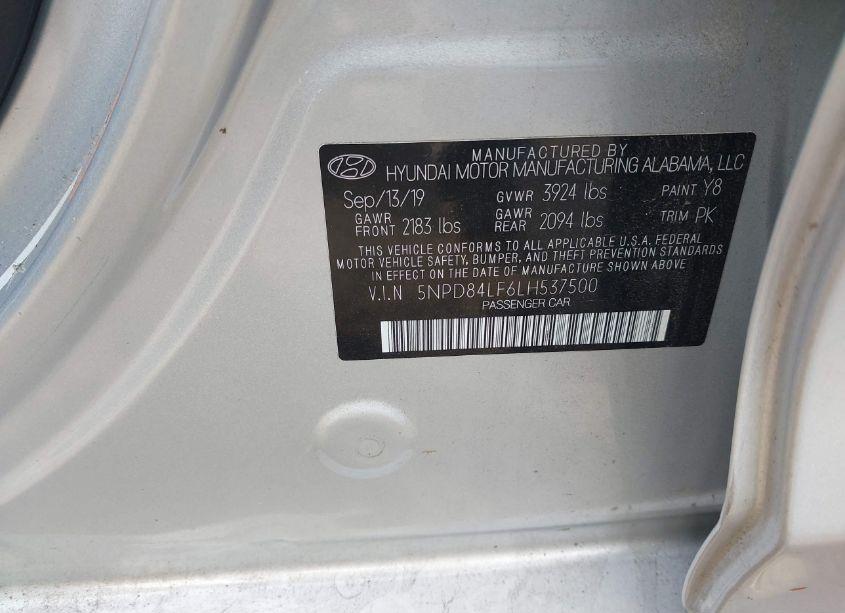 MANUFACTURED BY
HYUNDAI MOTOR MANUFACTURING ALABAMA, LLC
Sep/13/19 GVWR 3924 lbs PAINT Y8
GAWR FRONT 2183 lbs GAWR REAR 2094 lbs TRIM PK
THIS VEHICLE CONFORMS TO ALL APPLICABLE U.S.A. FEDERAL
MOTOR VEHICLE SAFETY, BUMPER, AND THEFT PREVENTION STANDARDS
IN EFFECT ON THE DATE OF MANUFACTURE SHOWN ABOVE
V.I.N 5NPD84LF6LH537500
PASSENGER CAR